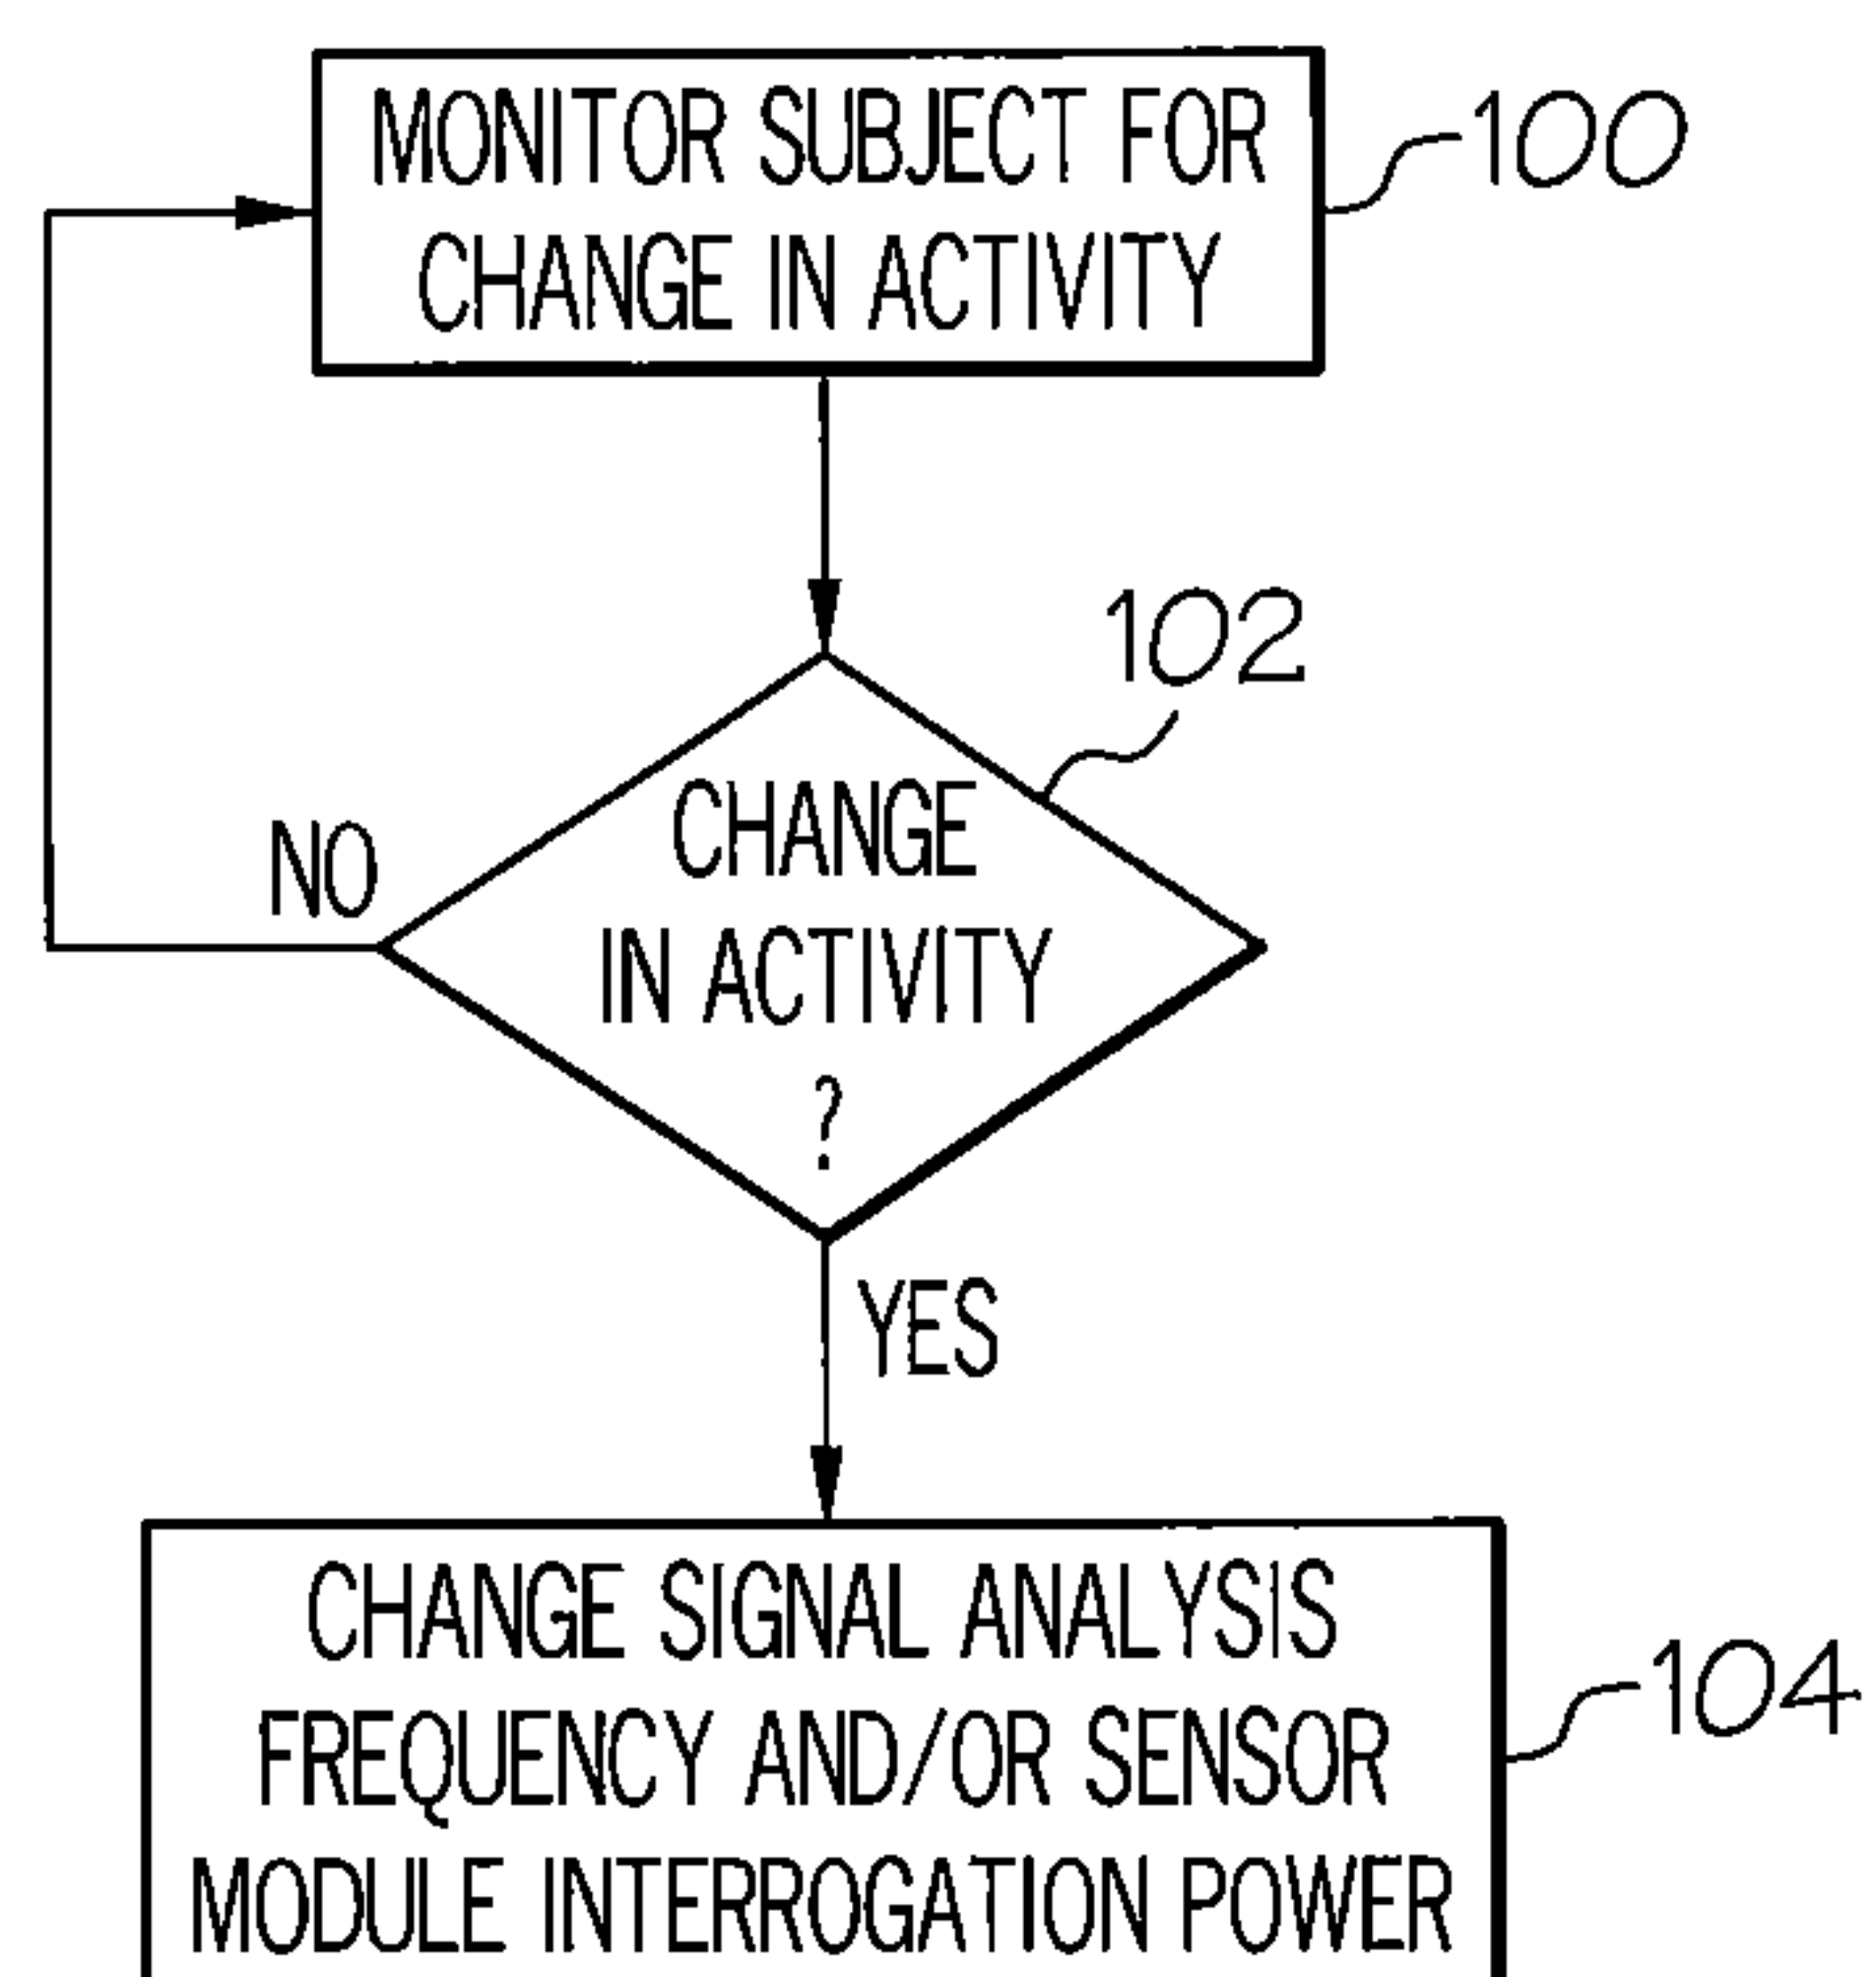 MONITOR SUBJECT FOR
CHANGE IN ACTIVITY
100
102
CHANGE
IN ACTIVITY
?
NO
YES
CHANGE SIGNAL ANALYSIS
FREQUENCY AND/OR SENSOR
MODULE INTERROGATION POWER
104